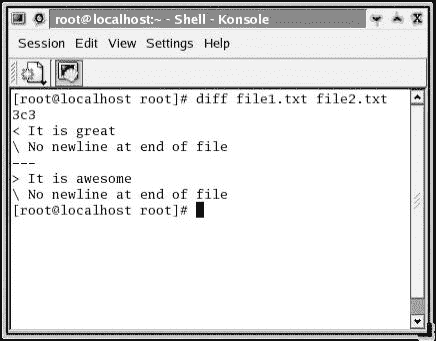 root@localhost:~ - Shell - Konsole
Session Edit View Settings Help
[root@localhost root]# diff file1.txt file2.txt
3c3
< It is great
\ No newline at end of file
---
> It is awesome
\ No newline at end of file
[root@localhost root]#